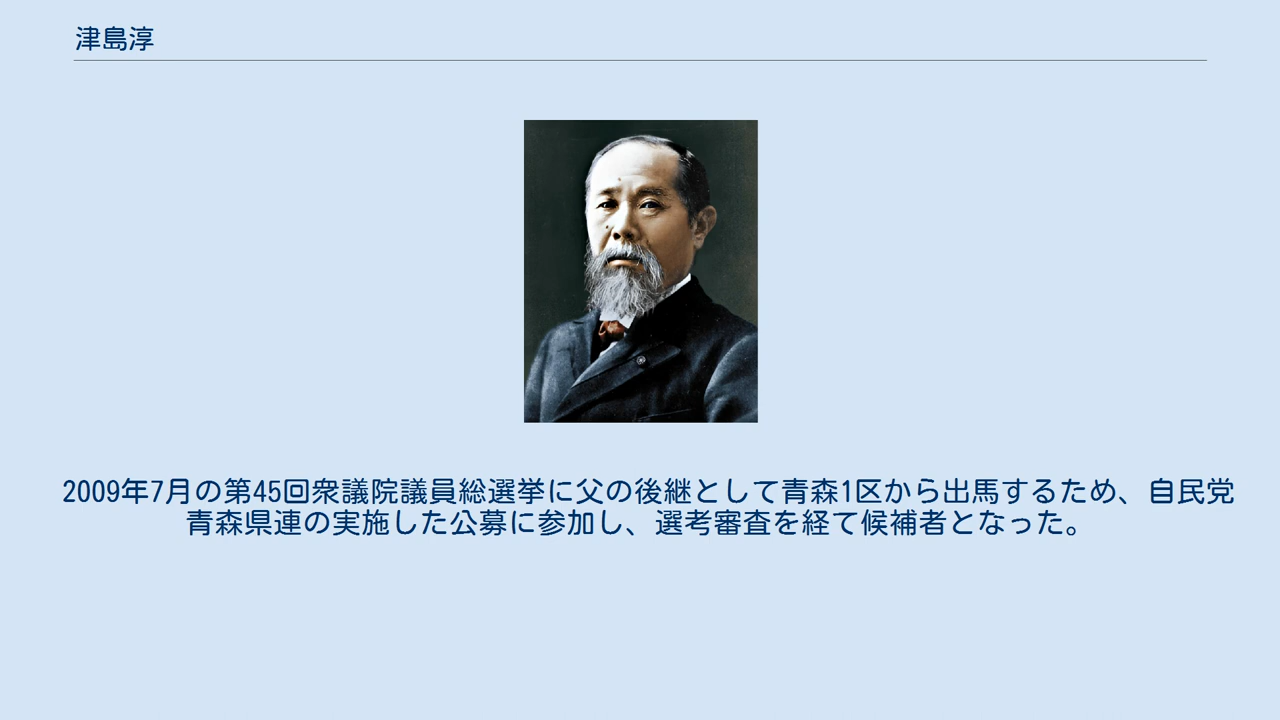 津島淳
2009年7月の第45回衆議院議員総選挙に父の後継として青森1区から出馬するため、自民党
青森県連の実施した公募に参加し、選考審査を経て候補者となった。